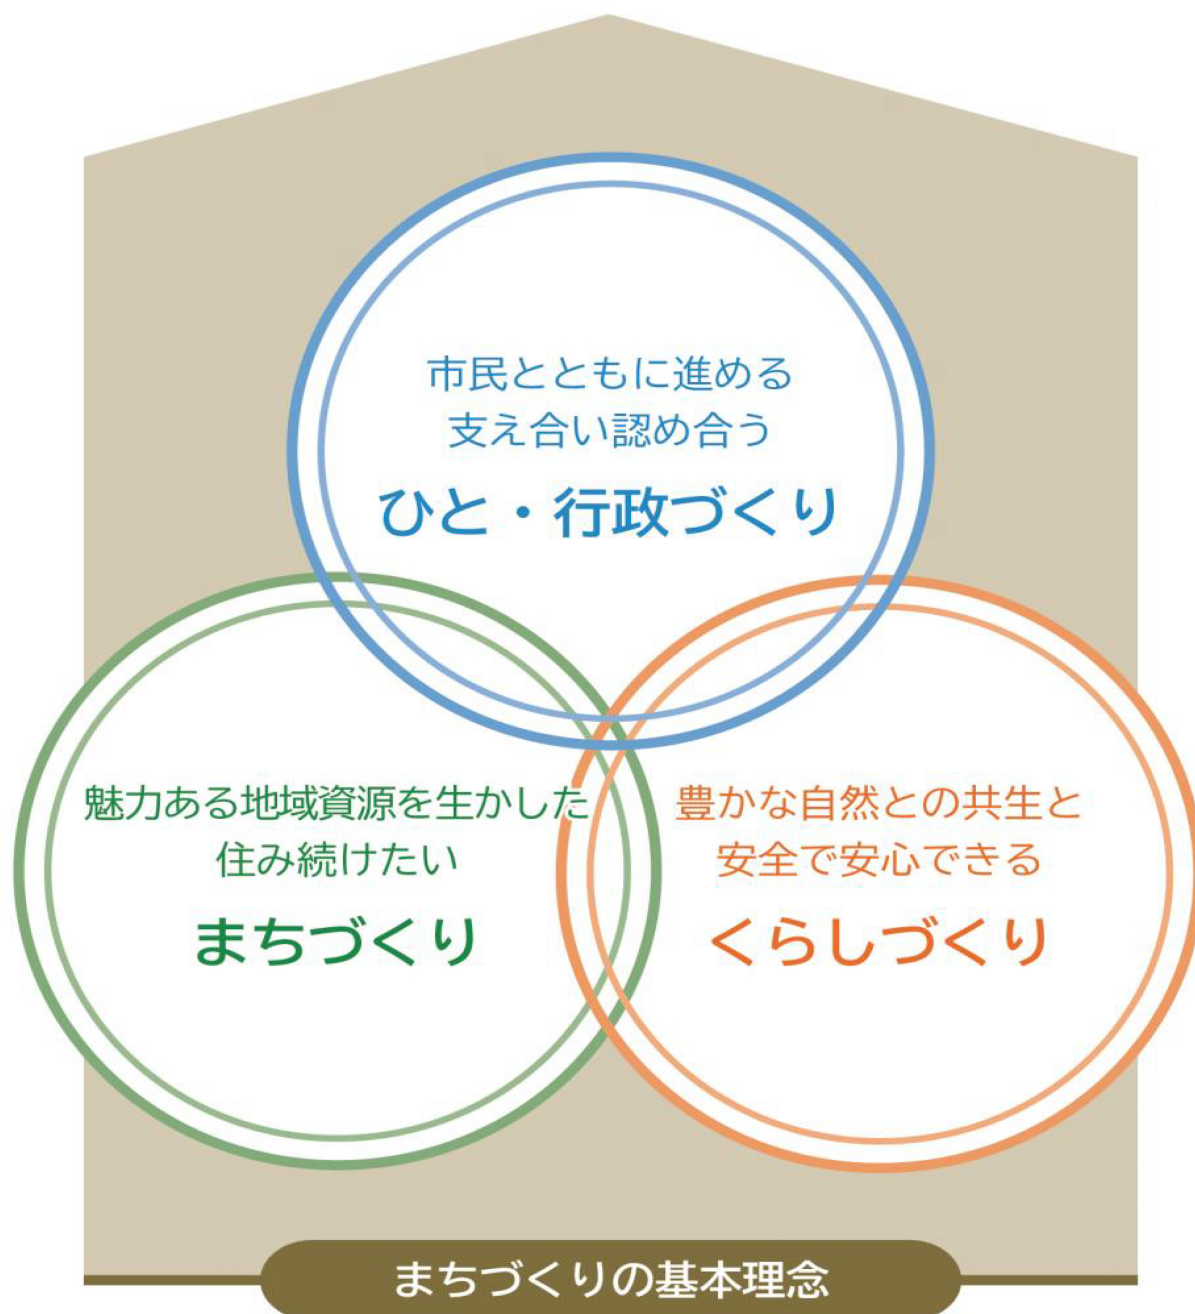 市民とともに進める
支え合い認め合う
ひと・行政づくり
魅力ある地域資源を生かした
住み続けたい
まちづくり
豊かな自然との共生と
安全で安心できる
くらしづくり
まちづくりの基本理念